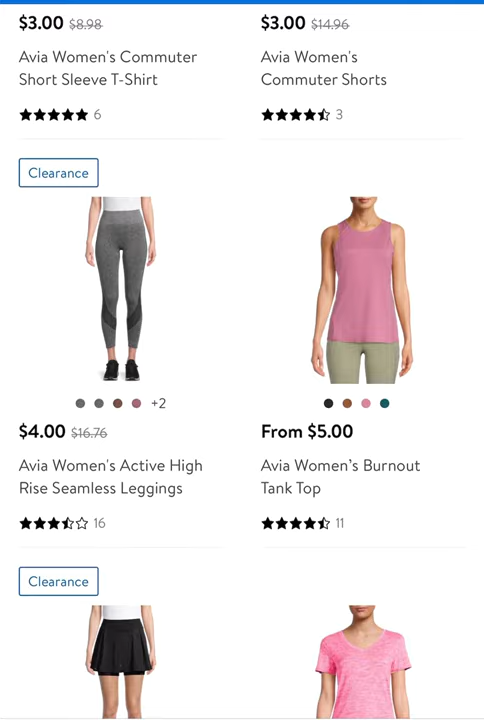 $3.00 $8.98
Avia Women's Commuter
Short Sleeve T-Shirt
6
$3.00 $14.96
Avia Women's
Commuter Shorts
3
Clearance
+2
$4.00 $16.76
Avia Women's Active High
Rise Seamless Leggings
16
From $5.00
Avia Women’s Burnout
Tank Top
11
Clearance